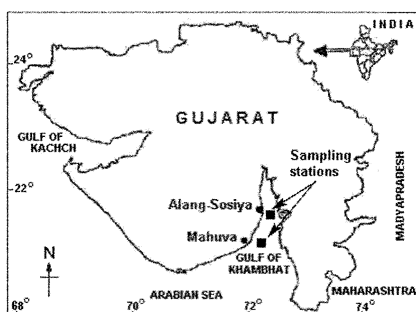 INDIA
24°
GUJARAT
GULF OF
KACHCH
Sampling
stations
MADYAPRADESH
22°
Alang-Sosiya
Mahuva
GULF OF
KHAMBHAT
N
MAHARASHTRA
ARABIAN SEA
68° 70° 72° 74°